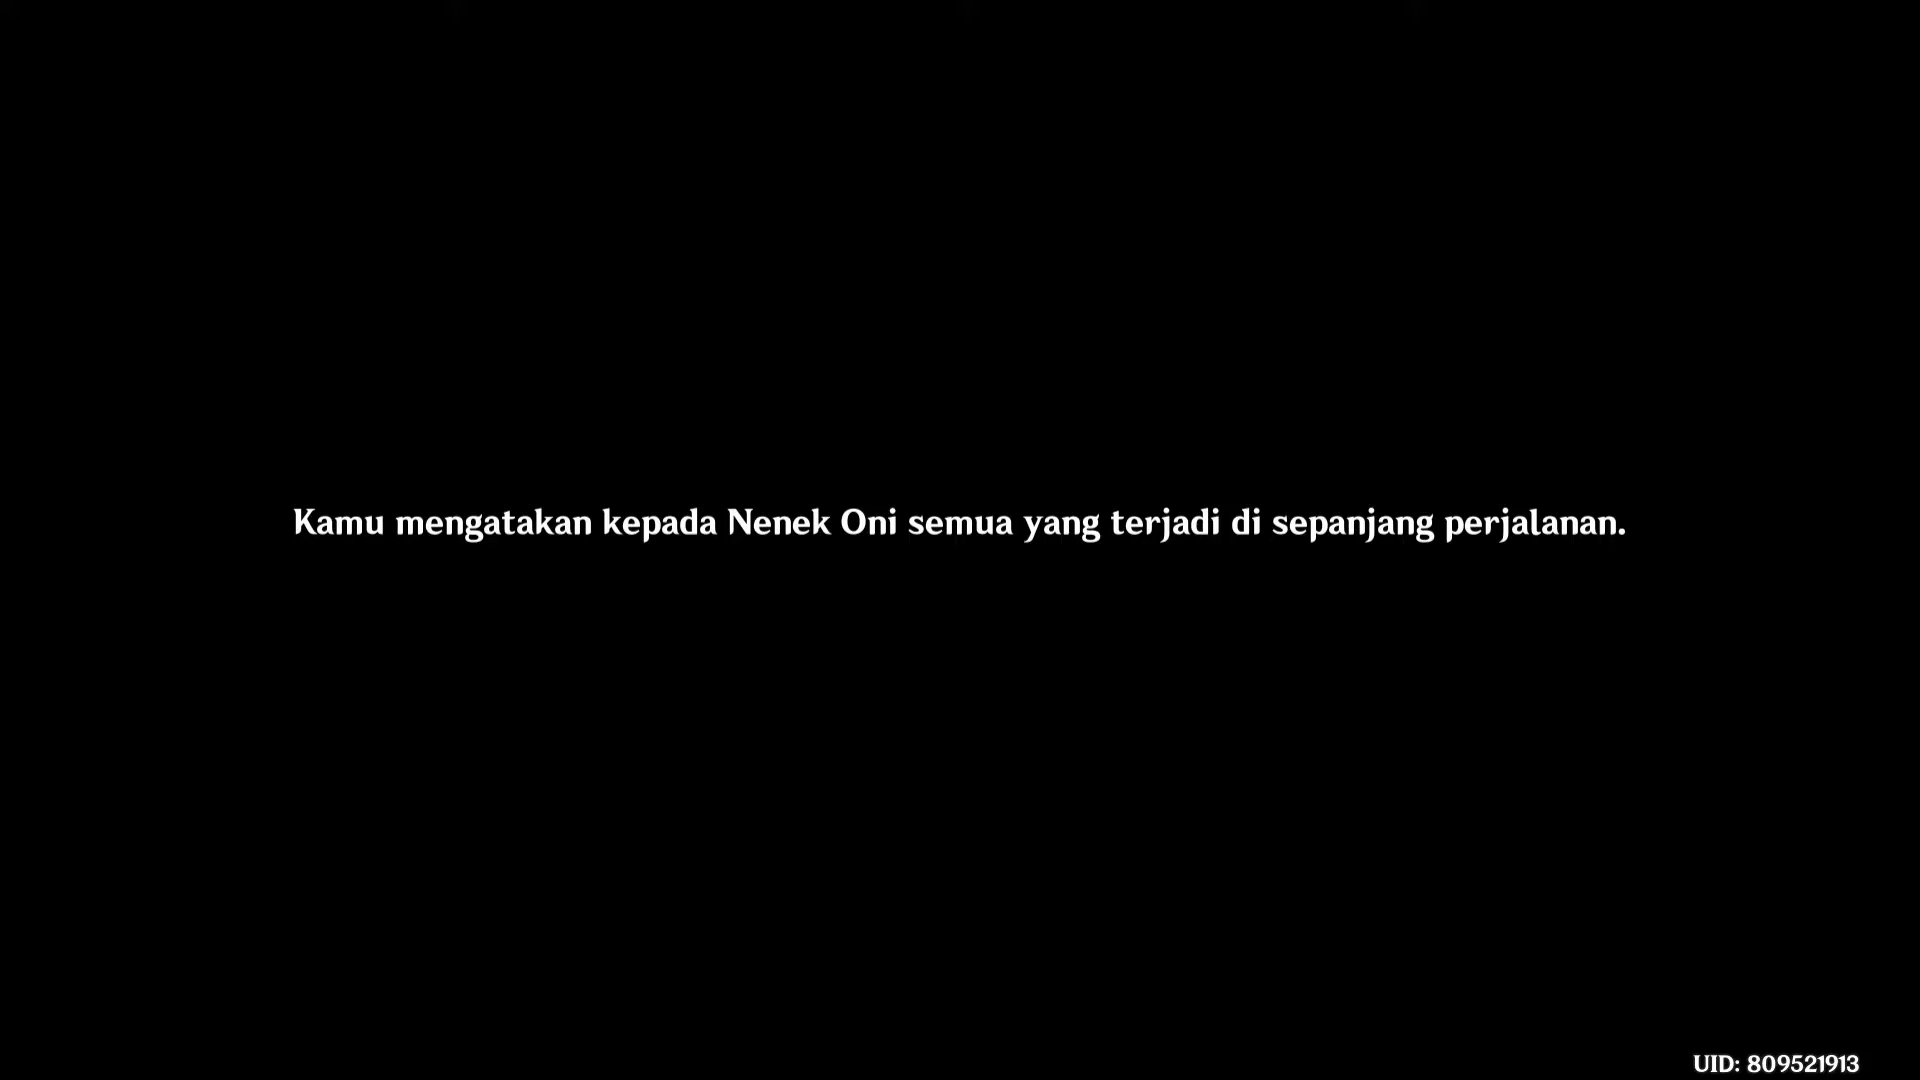 Kamu mengatakan kepada Nenek Oni semua yang terjadi di sepanjang perjalanan.
UID: 809521913